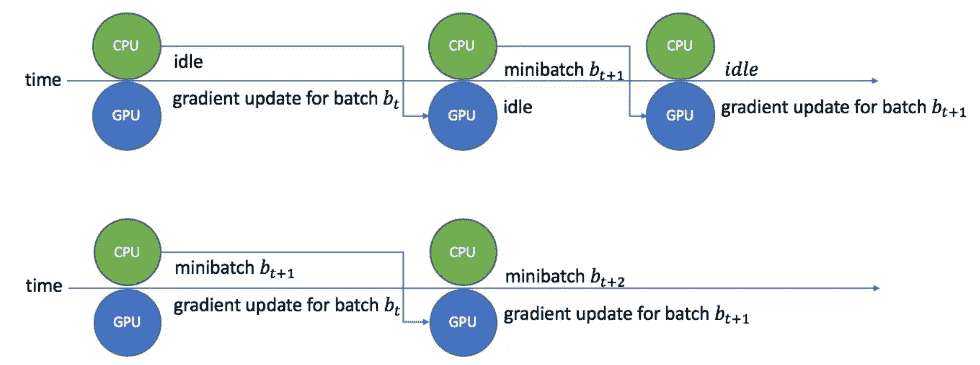 CPU CPU CPU
idle minibatch b_{t+1} idle
time
gradient update for batch b_t idle gradient update for batch b_{t+1}
GPU GPU GPU
CPU CPU
minibatch b_{t+1} minibatch b_{t+2}
time
gradient update for batch b_t gradient update for batch b_{t+1}
GPU GPU